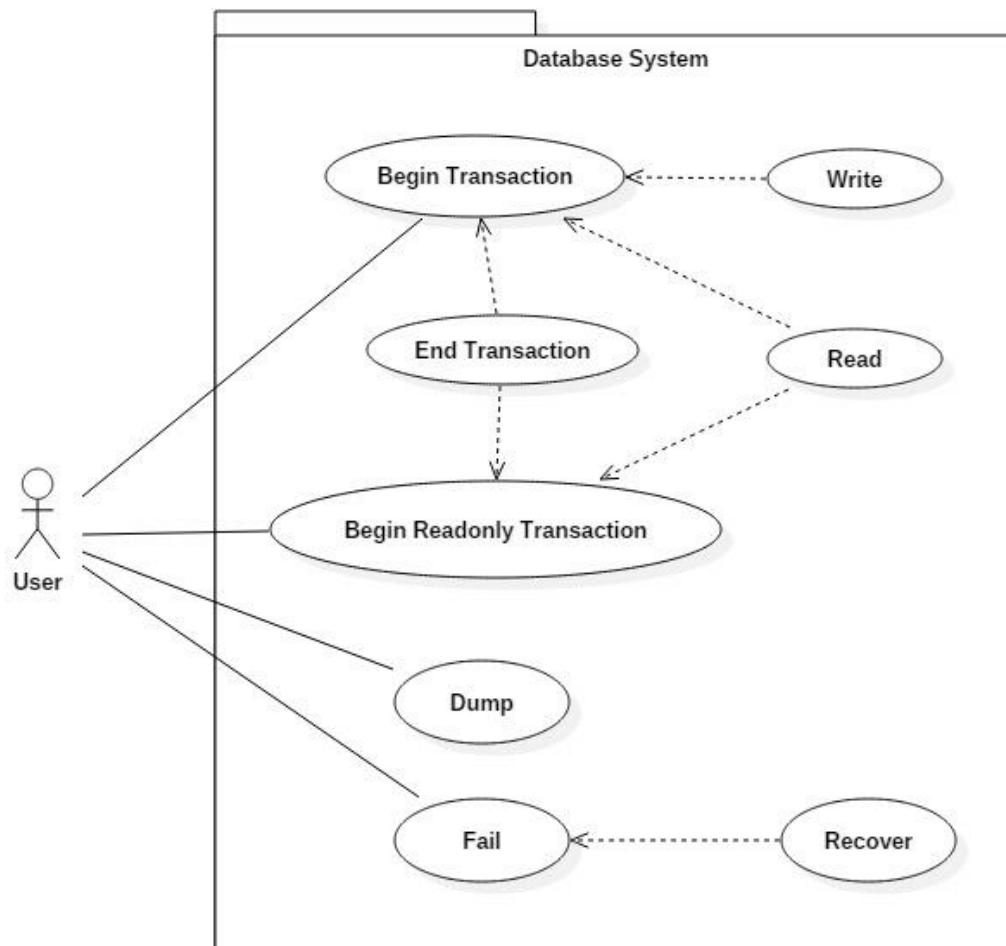 Database System
Begin Transaction
Write
End Transaction
Read
Begin Readonly Transaction
User
Dump
Fail
Recover